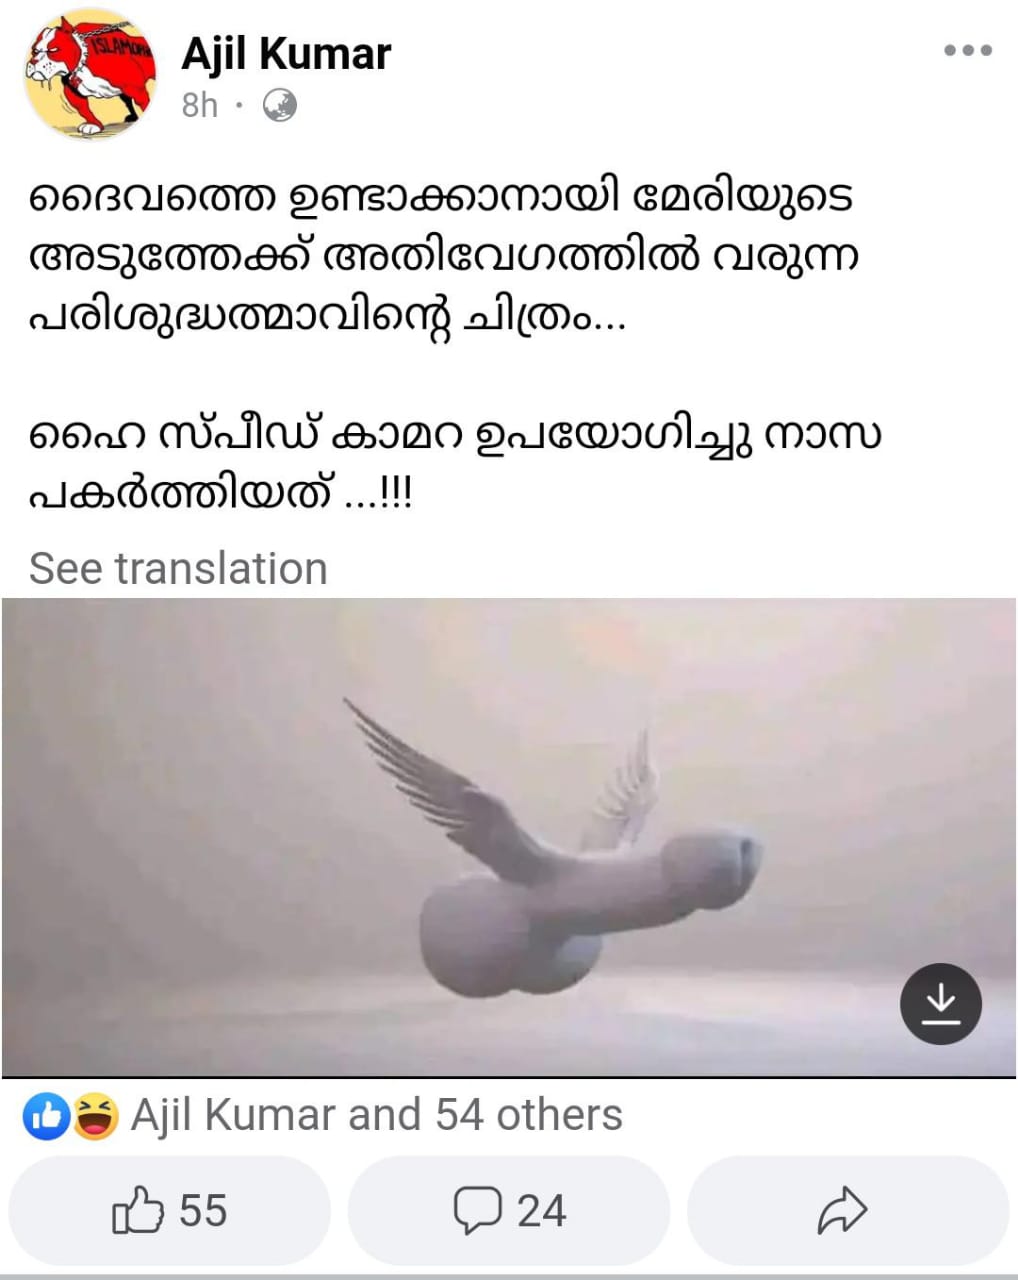 Ajil Kumar
8h ·
ദൈവത്തെ ഉണ്ടാക്കാനായി മേരിയുടെ
അടുത്തേക്ക് അതിവേഗത്തിൽ വരുന്ന
പരിശുദ്ധത്മാവിന്റെ ചിത്രം...
ഹൈ സ്പീഡ് കാമറ ഉപയോഗിച്ചു നാസ
പകർത്തിയത് ...!!!
See translation
Ajil Kumar and 54 others
55
24